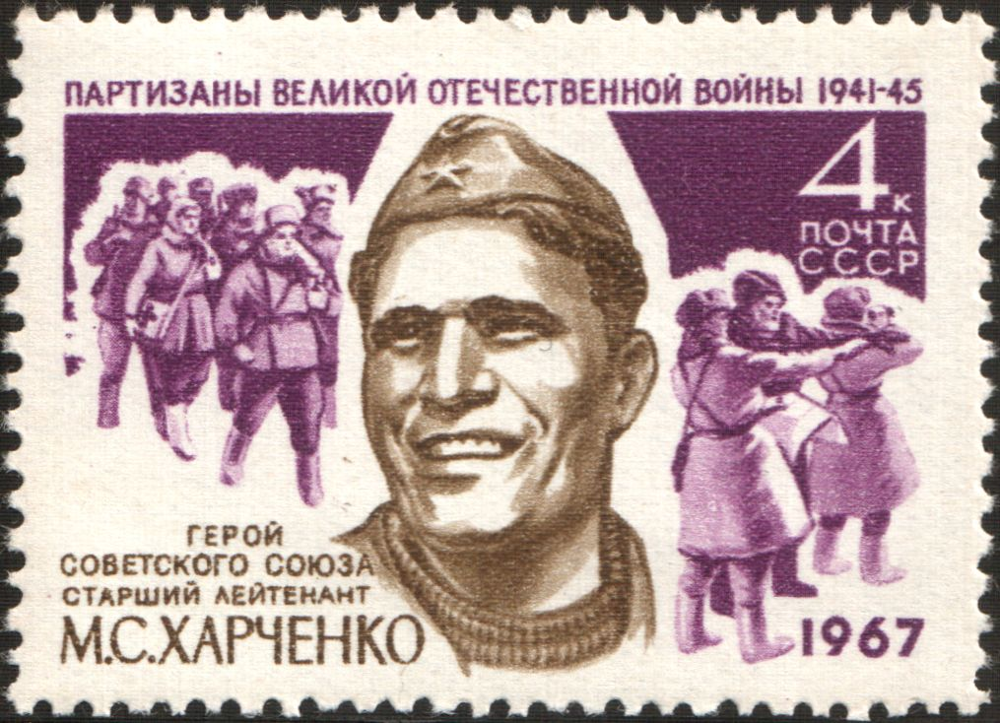 ПАРТИЗАНЫ ВЕЛИКОЙ ОТЕЧЕСТВЕННОЙ ВОЙНЫ 1941-45
4к
ПОЧТА
СССР
ГЕРОЙ
СОВЕТСКОГО СОЮЗА
СТАРШИЙ ЛЕЙТЕНАНТ
М.С.ХАРЧЕНКО
1967